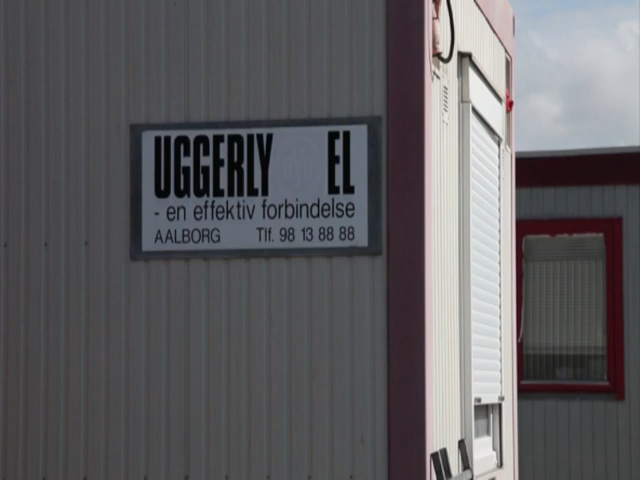 UGGERLY EL
- en effektiv forbindelse
AALBORG Tlf. 98 13 88 88